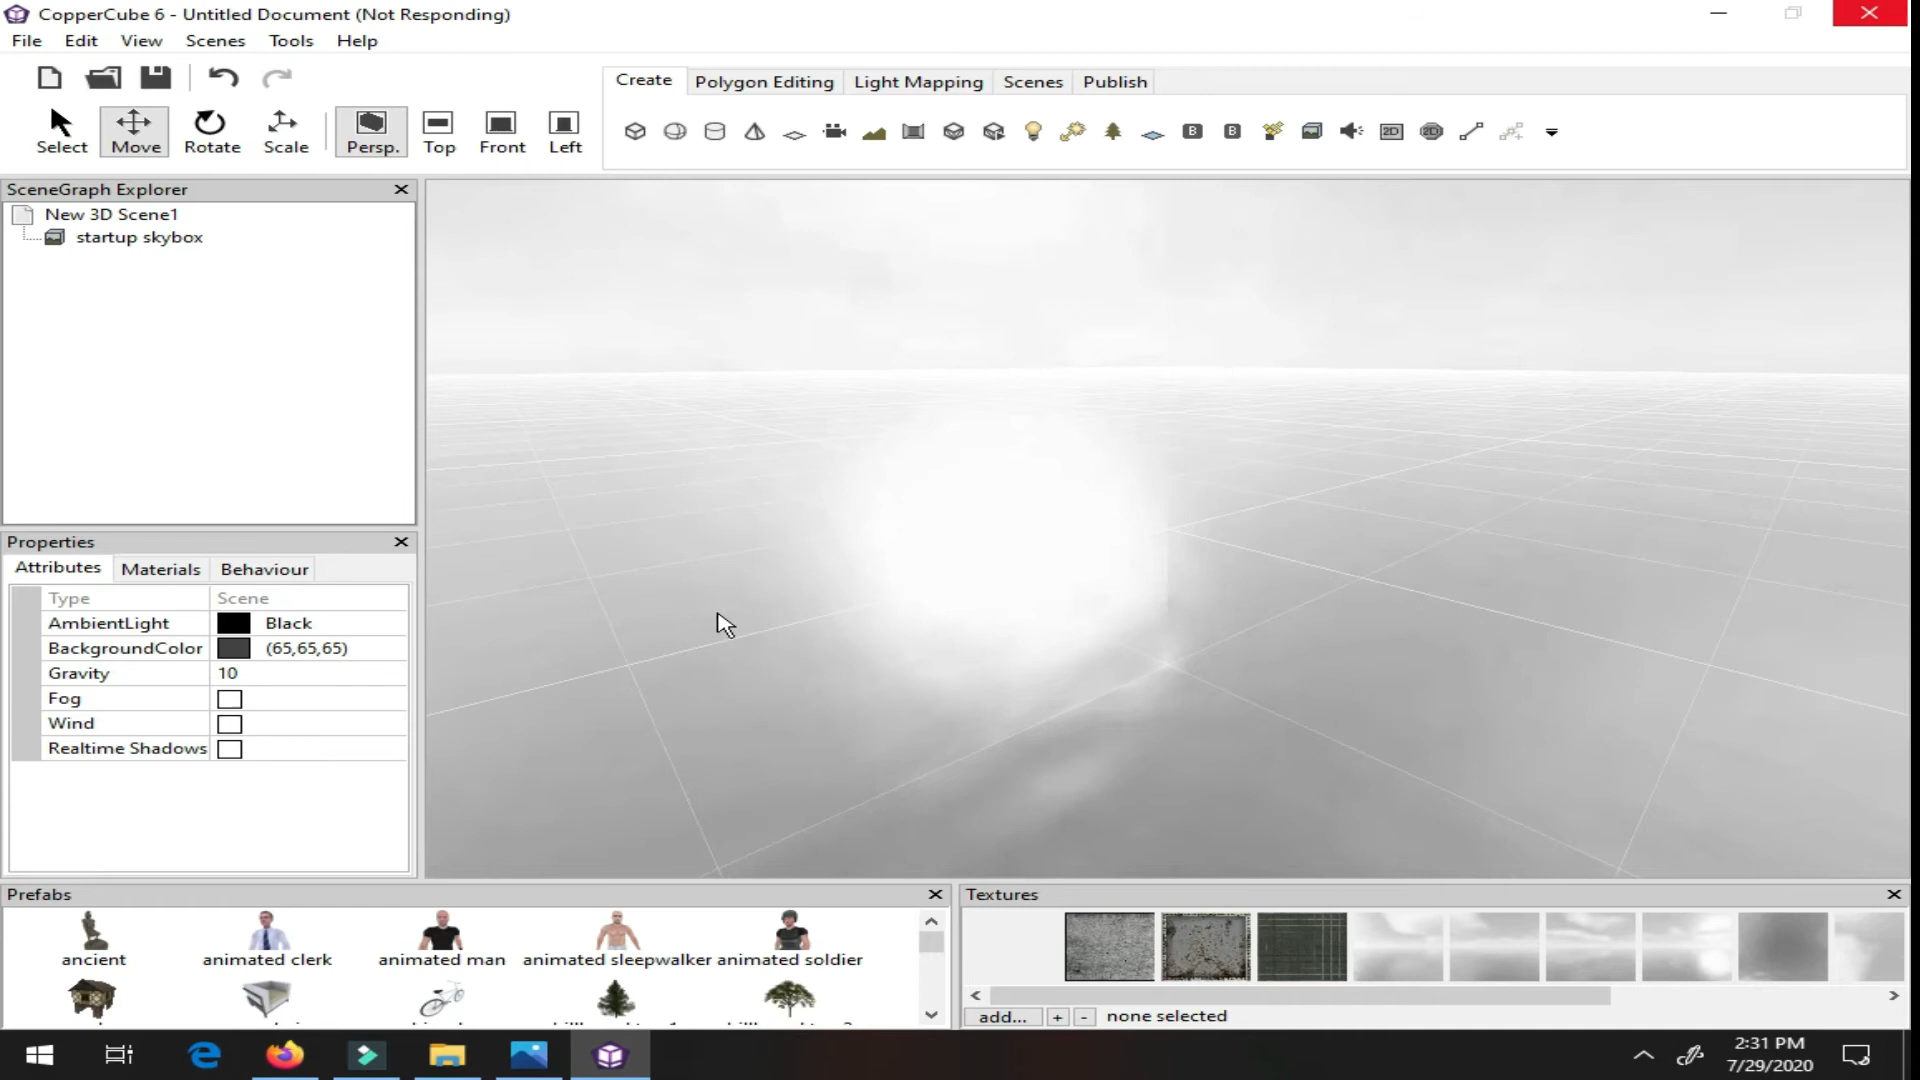 CopperCube 6 - Untitled Document (Not Responding)
File Edit View Scenes Tools Help
Create Polygon Editing Light Mapping Scenes Publish
Select Move Rotate Scale Persp. Top Front Left
B B 2D 2D
SceneGraph Explorer
New 3D Scene1
startup skybox
Properties
Attributes Materials Behaviour
Type Scene
AmbientLight Black
BackgroundColor (65,65,65)
Gravity 10
Fog
Wind
Realtime Shadows
Prefabs
ancient animated clerk animated man animated sleepwalker animated soldier
Textures
add... + - none selected
2:31 PM
7/29/2020